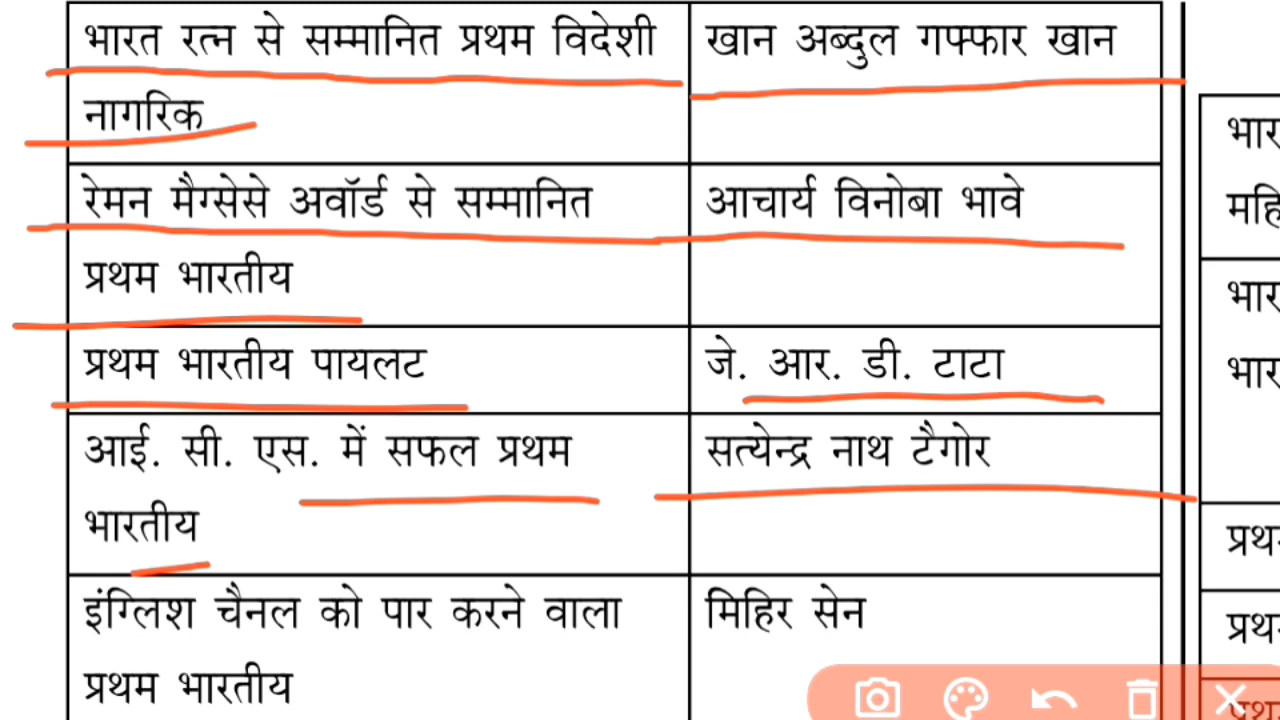 भारत रत्न से सम्मानित प्रथम विदेशी
नागरिक
खान अब्दुल गफ्फार खान
रेमन मैग्सेसे अवॉर्ड से सम्मानित
प्रथम भारतीय
आचार्य विनोबा भावे
प्रथम भारतीय पायलट
जे. आर. डी. टाटा
आई. सी. एस. में सफल प्रथम
भारतीय
सत्येन्द्र नाथ टैगोर
इंग्लिश चैनल को पार करने वाला
प्रथम भारतीय
मिहिर सेन